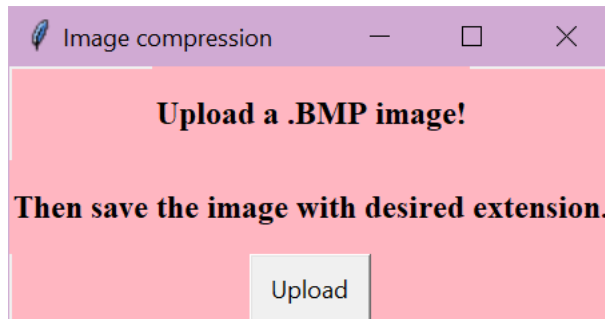 Image compression
Upload a .BMP image!
Then save the image with desired extension.
Upload